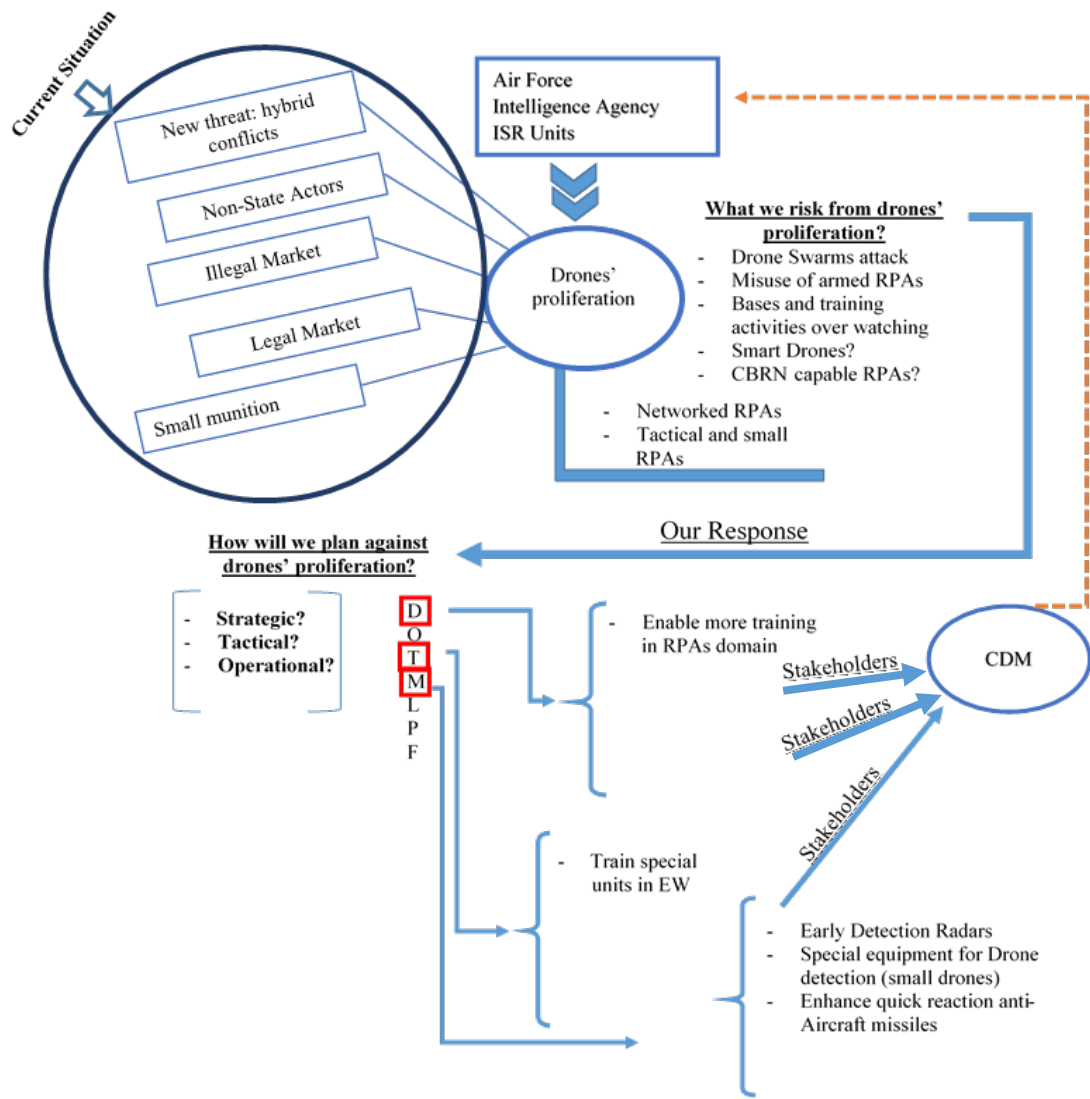 Current Situation
New threat: hybrid
conflicts
Non-State Actors
Illegal Market
Legal Market
Small munition
Air Force
Intelligence Agency
ISR Units
Drones’
proliferation
What we risk from drones’
proliferation?
- Drone Swarms attack
- Misuse of armed RPAs
- Bases and training
activities over watching
- Smart Drones?
- CBRN capable RPAs?
- Networked RPAs
- Tactical and small
RPAs
Our Response
How will we plan against
drones’ proliferation?
- Strategic?
- Tactical?
- Operational?
D
O
T
M
L
P
F
- Enable more training
in RPAs domain
Stakeholders
Stakeholders
Stakeholders
CDM
- Train special
units in EW
- Early Detection Radars
- Special equipment for Drone
detection (small drones)
- Enhance quick reaction anti-
Aircraft missiles